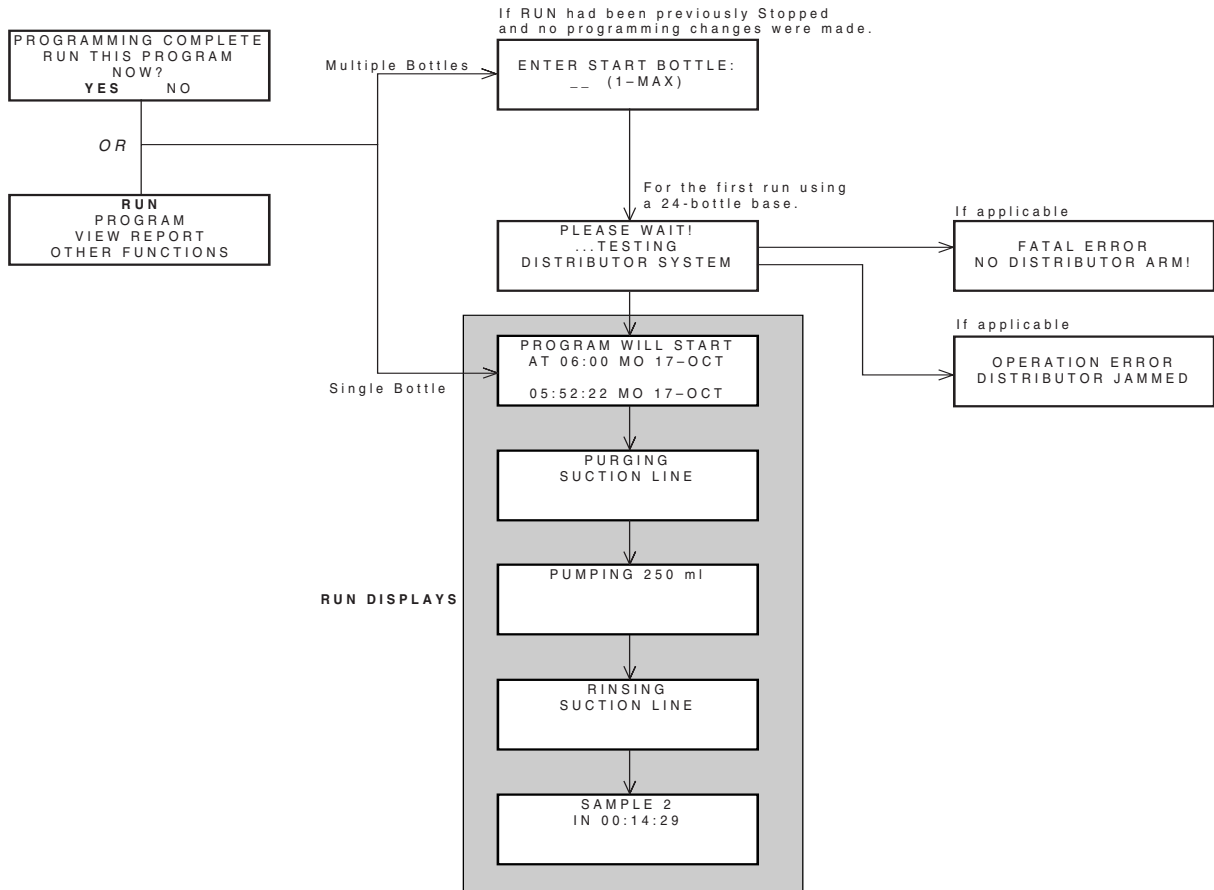 If RUN had been previously Stopped
and no programming changes were made.
PROGRAMMING COMPLETE
RUN THIS PROGRAM
NOW?
YES NO
OR
RUN
PROGRAM
VIEW REPORT
OTHER FUNCTIONS
Multiple Bottles
ENTER START BOTTLE:
__ (1–MAX)
For the first run using
a 24-bottle base.
PLEASE WAIT!
...TESTING
DISTRIBUTOR SYSTEM
If applicable
FATAL ERROR
NO DISTRIBUTOR ARM!
If applicable
OPERATION ERROR
DISTRIBUTOR JAMMED
Single Bottle
PROGRAM WILL START
AT 06:00 MO 17–OCT
05:52:22 MO 17–OCT
PURGING
SUCTION LINE
RUN DISPLAYS
PUMPING 250 ml
RINSING
SUCTION LINE
SAMPLE 2
IN 00:14:29